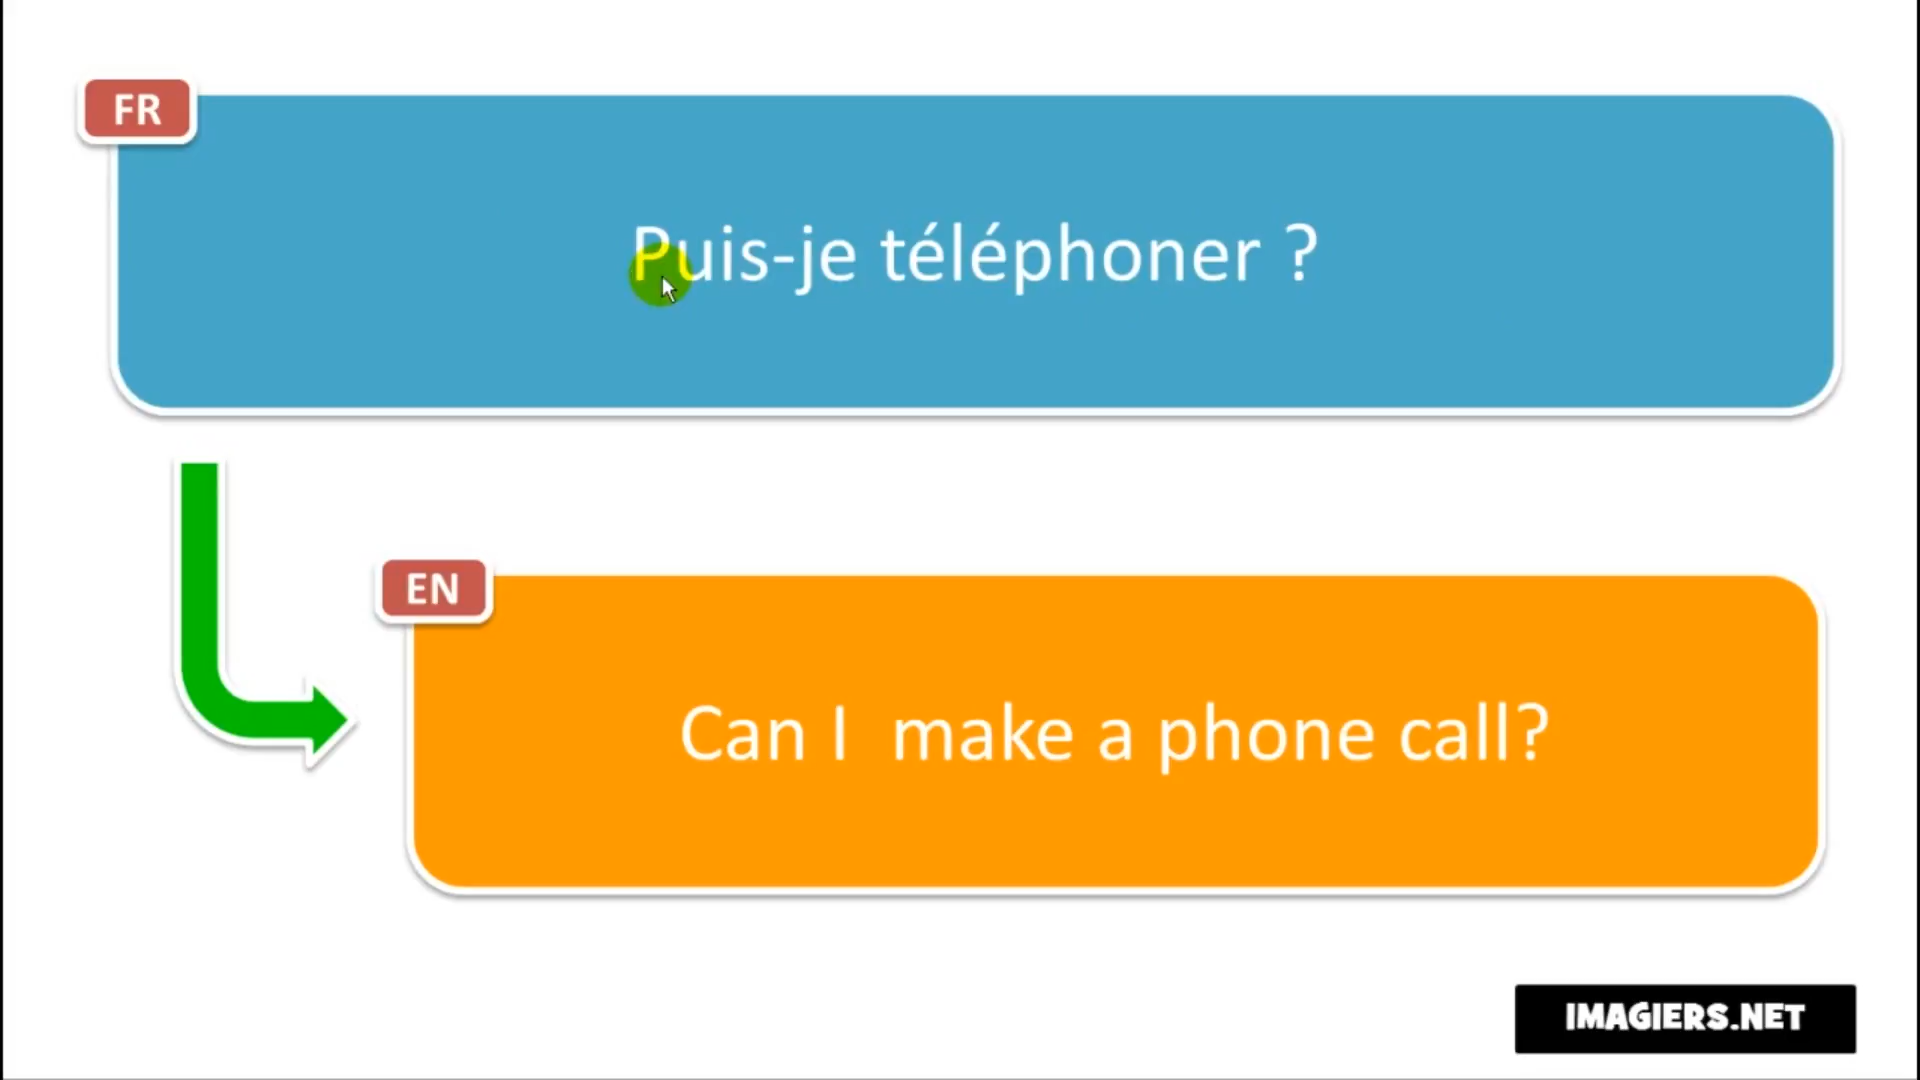 FR
Puis-je téléphoner ?
EN
Can I  make a phone call?
IMAGIERS.NET